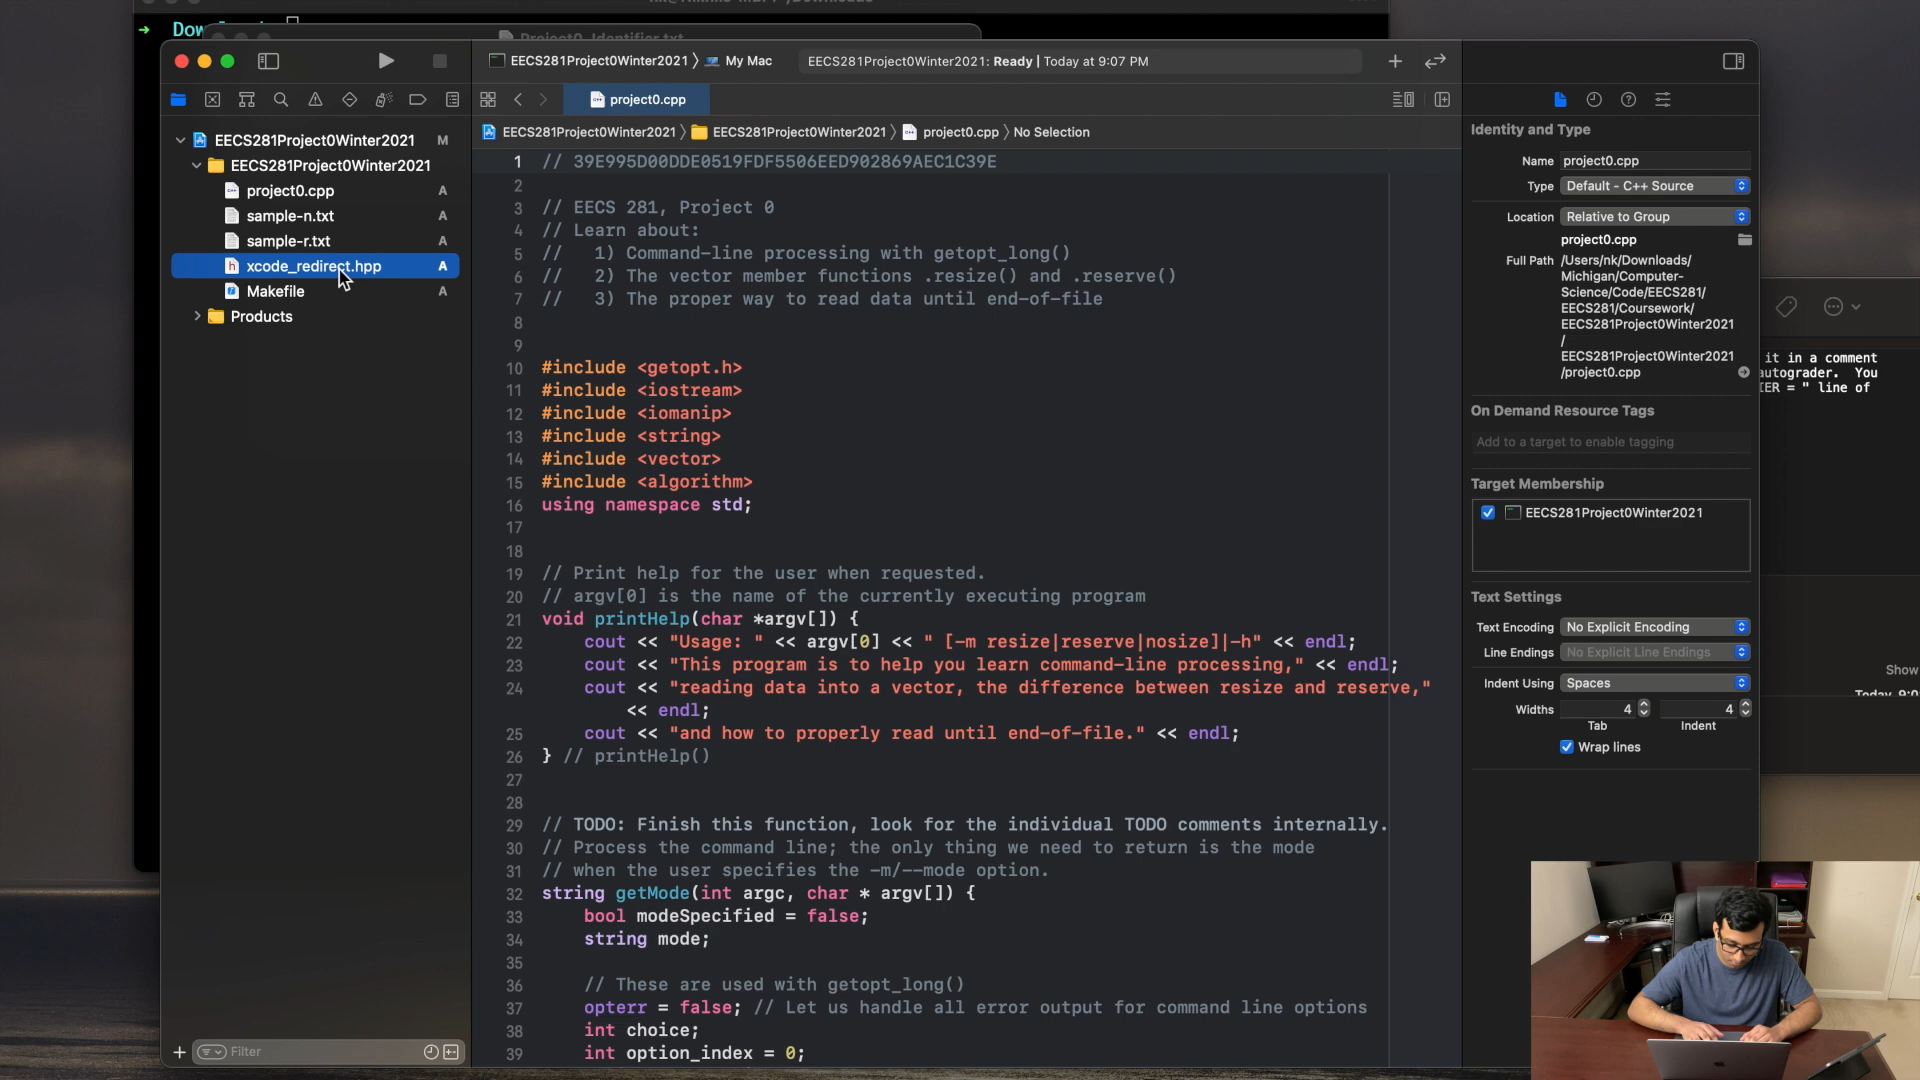 EECS281Project0Winter2021 〉 My Mac
EECS281Project0Winter2021: Ready | Today at 9:07 PM
project0.cpp
EECS281Project0Winter2021 〉 EECS281Project0Winter2021 〉 project0.cpp 〉 No Selection
EECS281Project0Winter2021 M
EECS281Project0Winter2021
project0.cpp A
sample-n.txt A
sample-r.txt A
xcode_redirect.hpp A
Makefile A
Products
Filter
1 // 39E995D00DDE0519FDF5506EED902869AEC1C39E
2
3 // EECS 281, Project 0
4 // Learn about:
5 //   1) Command-line processing with getopt_long()
6 //   2) The vector member functions .resize() and .reserve()
7 //   3) The proper way to read data until end-of-file
8
9
10 #include <getopt.h>
11 #include <iostream>
12 #include <iomanip>
13 #include <string>
14 #include <vector>
15 #include <algorithm>
16 using namespace std;
17
18
19 // Print help for the user when requested.
20 // argv[0] is the name of the currently executing program
21 void printHelp(char *argv[]) {
22     cout << "Usage: " << argv[0] << " [-m resize|reserve|nosize]|-h" << endl;
23     cout << "This program is to help you learn command-line processing," << endl;
24     cout << "reading data into a vector, the difference between resize and reserve,"
<< endl;
25     cout << "and how to properly read until end-of-file." << endl;
26 } // printHelp()
27
28
29 // TODO: Finish this function, look for the individual TODO comments internally.
30 // Process the command line; the only thing we need to return is the mode
31 // when the user specifies the -m/--mode option.
32 string getMode(int argc, char * argv[]) {
33     bool modeSpecified = false;
34     string mode;
35
36     // These are used with getopt_long()
37     opterr = false; // Let us handle all error output for command line options
38     int choice;
39     int option_index = 0;
Identity and Type
Name project0.cpp
Type Default - C++ Source
Location Relative to Group
project0.cpp
Full Path /Users/nk/Downloads/
Michigan/Computer-
Science/Code/EECS281/
EECS281/Coursework/
EECS281Project0Winter2021
/
EECS281Project0Winter2021
/project0.cpp
On Demand Resource Tags
Add to a target to enable tagging
Target Membership
EECS281Project0Winter2021
Text Settings
Text Encoding No Explicit Encoding
Line Endings No Explicit Line Endings
Indent Using Spaces
Widths 4 4
Tab Indent
Wrap lines
it in a comment
autograder. You
ER = " line of
Show